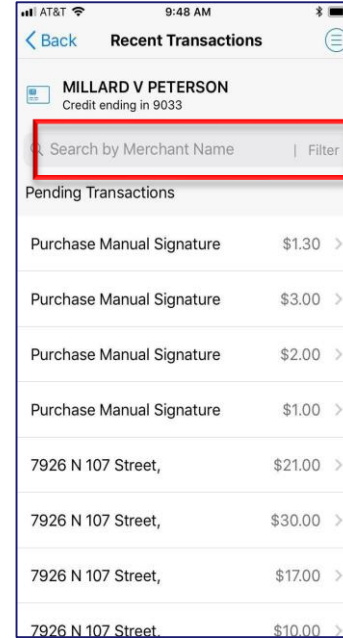 AT&T 9:48 AM
Back Recent Transactions
MILLARD V PETERSON
Credit ending in 9033
Search by Merchant Name | Filter
Pending Transactions
Purchase Manual Signature $1.30
Purchase Manual Signature $3.00
Purchase Manual Signature $2.00
Purchase Manual Signature $1.00
7926 N 107 Street, $21.00
7926 N 107 Street, $30.00
7926 N 107 Street, $17.00
7926 N 107 Street, $10.00